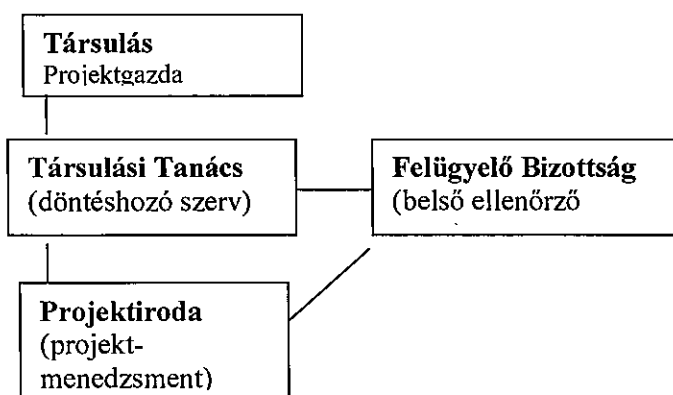 Társulás
Projektgazda
Társulási Tanács
(döntéshozó szerv)
Felügyelő Bizottság
(belső ellenőrző
Projektiroda
(projekt-
menedzsment)